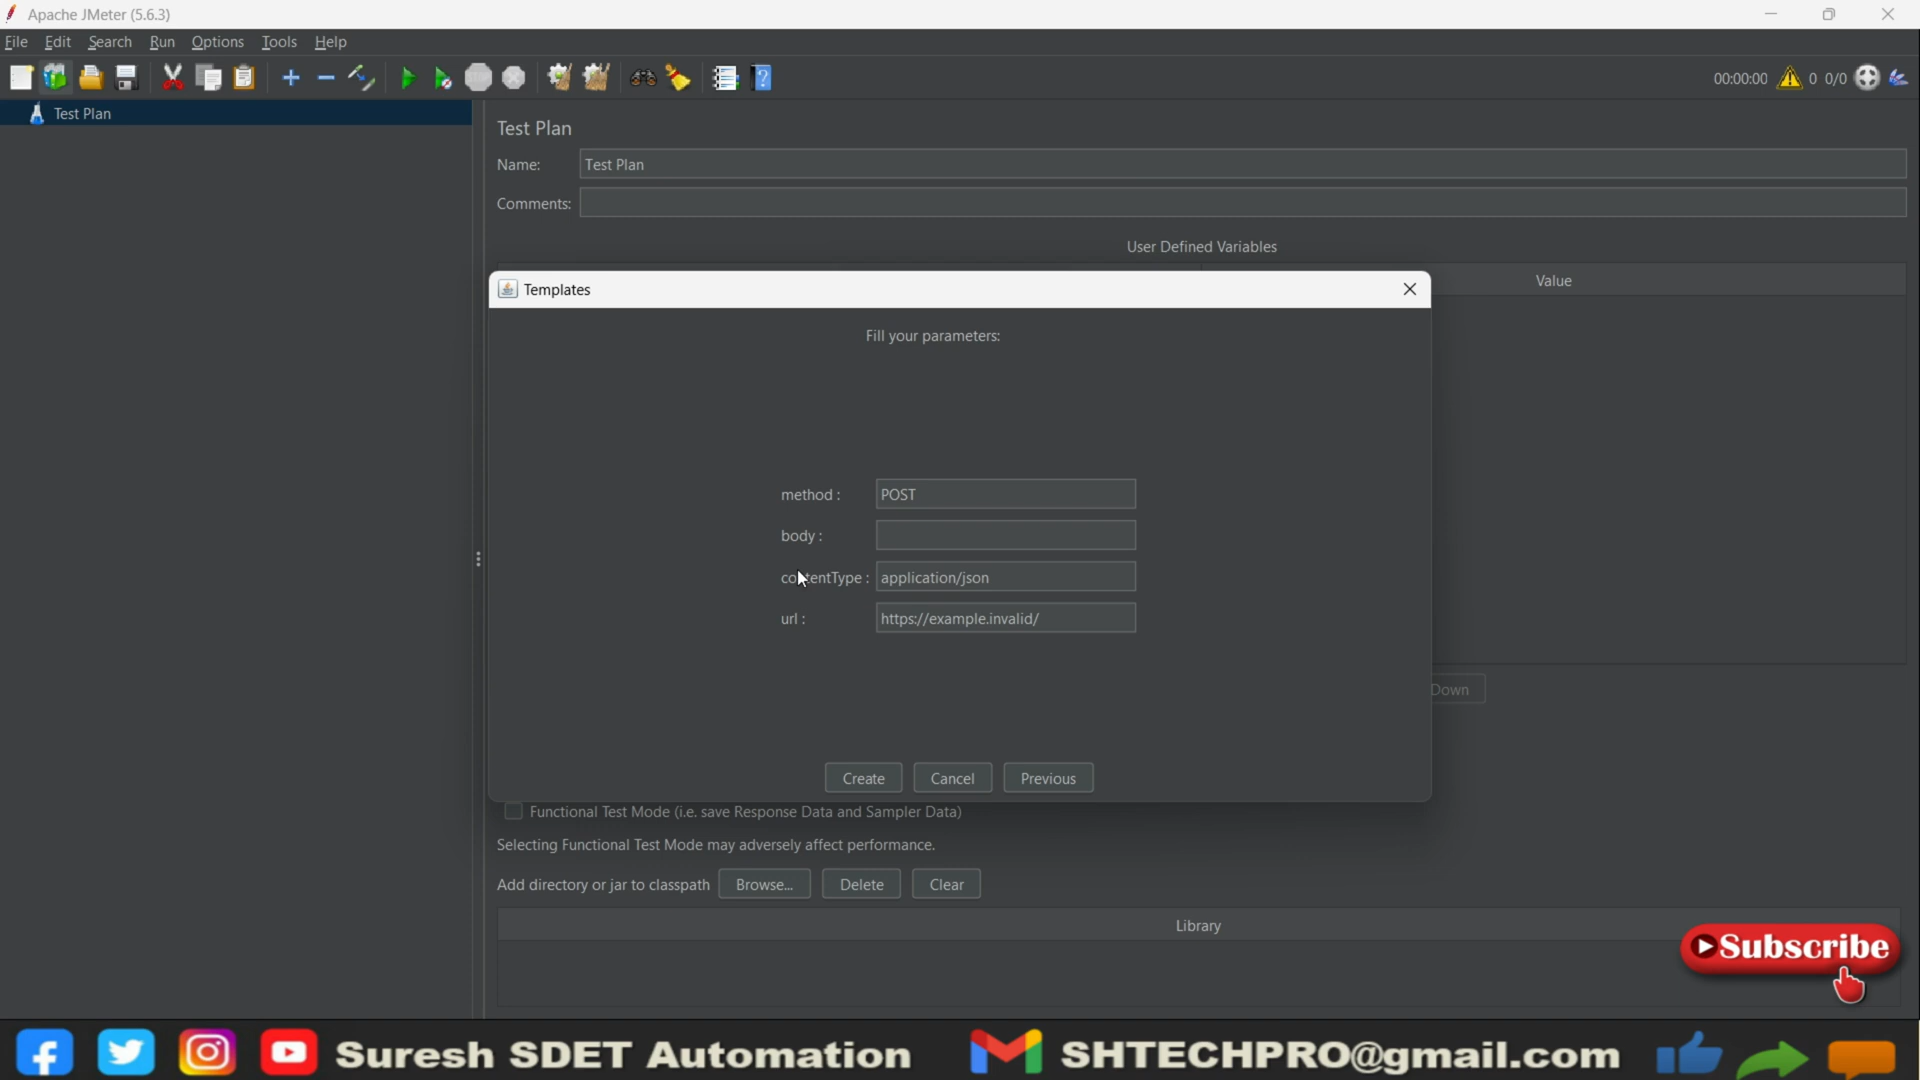 Apache JMeter (5.6.3)
File Edit Search Run Options Tools Help
00:00:00 0 0/0
Test Plan
Test Plan
Name: Test Plan
Comments:
User Defined Variables
Value
Templates
Fill your parameters:
method : POST
body :
contentType : application/json
url : https://example.invalid/
Down
Create Cancel Previous
Functional Test Mode (i.e. save Response Data and Sampler Data)
Selecting Functional Test Mode may adversely affect performance.
Add directory or jar to classpath Browse... Delete Clear
Library
Subscribe
Suresh SDET Automation SHTECHPRO@gmail.com